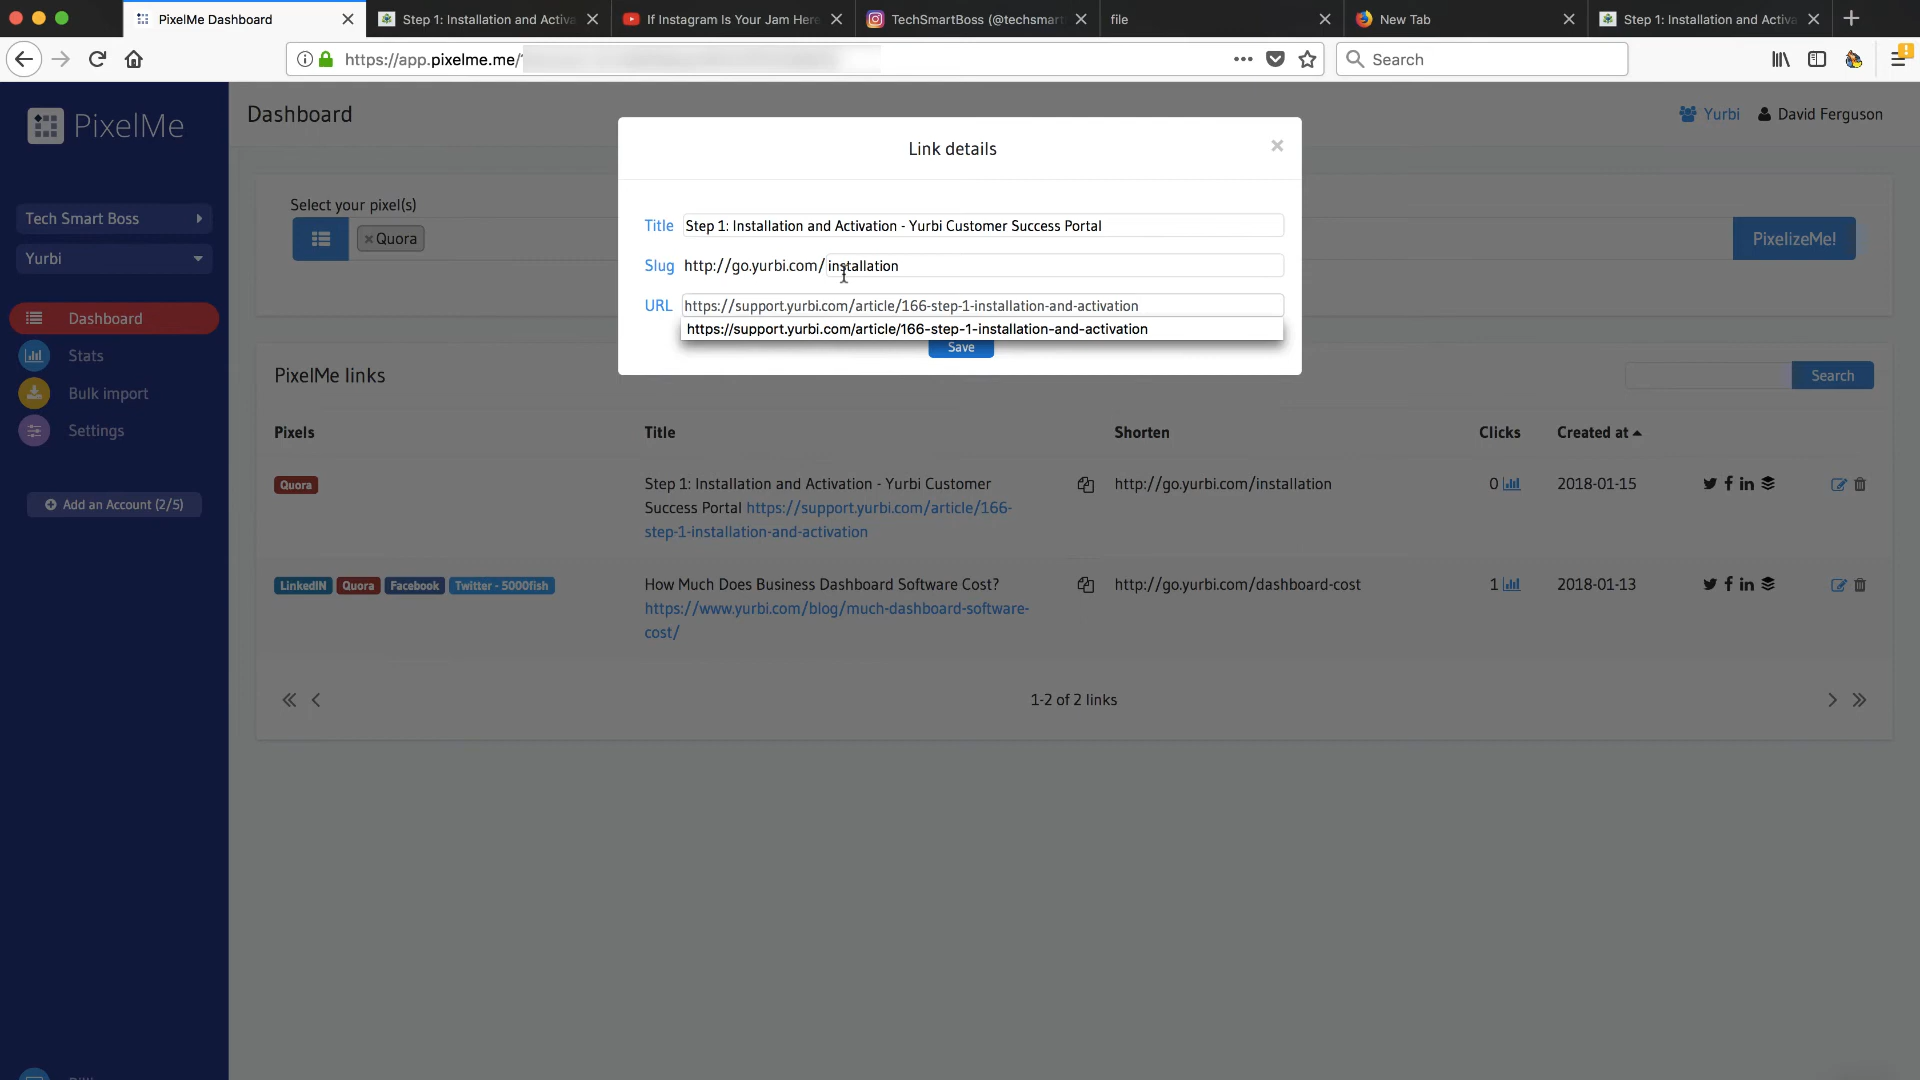 PixelMe Dashboard
Step 1: Installation and Activa
If Instagram Is Your Jam Here
TechSmartBoss (@techsmart
file
New Tab
Step 1: Installation and Activa
https://app.pixelme.me/
Search
PixelMe
Dashboard
Yurbi
David Ferguson
Tech Smart Boss
Yurbi
Dashboard
Stats
Bulk import
Settings
Add an Account (2/5)
Select your pixel(s)
Quora
PixelizeMe!
Link details
Title Step 1: Installation and Activation - Yurbi Customer Success Portal
Slug http://go.yurbi.com/installation
URL https://support.yurbi.com/article/166-step-1-installation-and-activation
https://support.yurbi.com/article/166-step-1-installation-and-activation
Save
PixelMe links
Search
Pixels Title Shorten Clicks Created at
Quora
Step 1: Installation and Activation - Yurbi Customer
Success Portal https://support.yurbi.com/article/166-
step-1-installation-and-activation
http://go.yurbi.com/installation
0
2018-01-15
LinkedIN Quora Facebook Twitter - 5000fish
How Much Does Business Dashboard Software Cost?
https://www.yurbi.com/blog/much-dashboard-software-
cost/
http://go.yurbi.com/dashboard-cost
1
2018-01-13
1-2 of 2 links